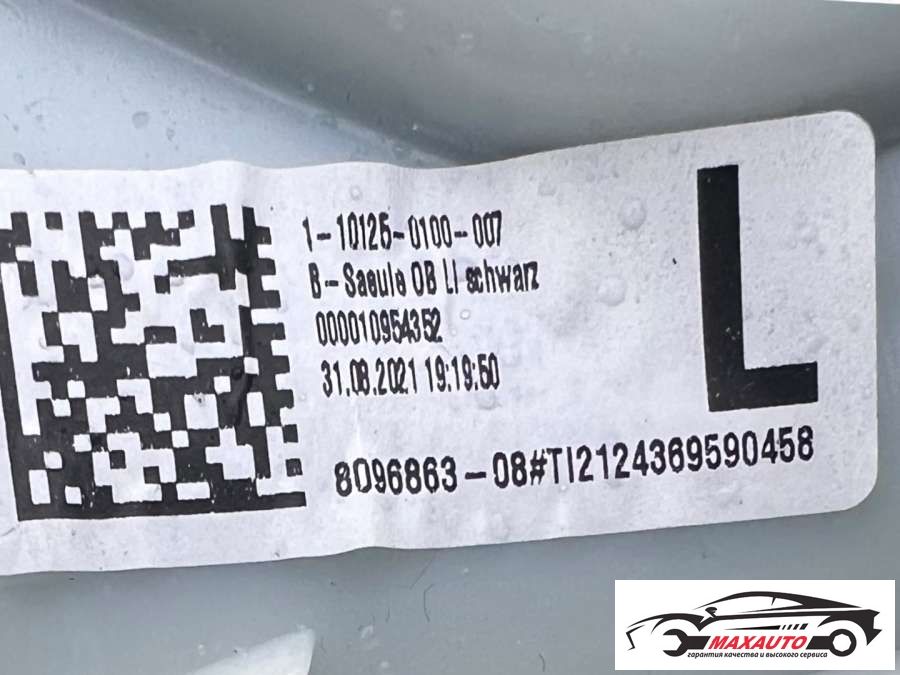 1-10125-0100-007
B-Saeule OB LI schwarz
000010954352
31.08.2021 19:19:50
L
8096863-08#TI2124369590458
MAXAUTO
гарантия качества и высокого сервиса